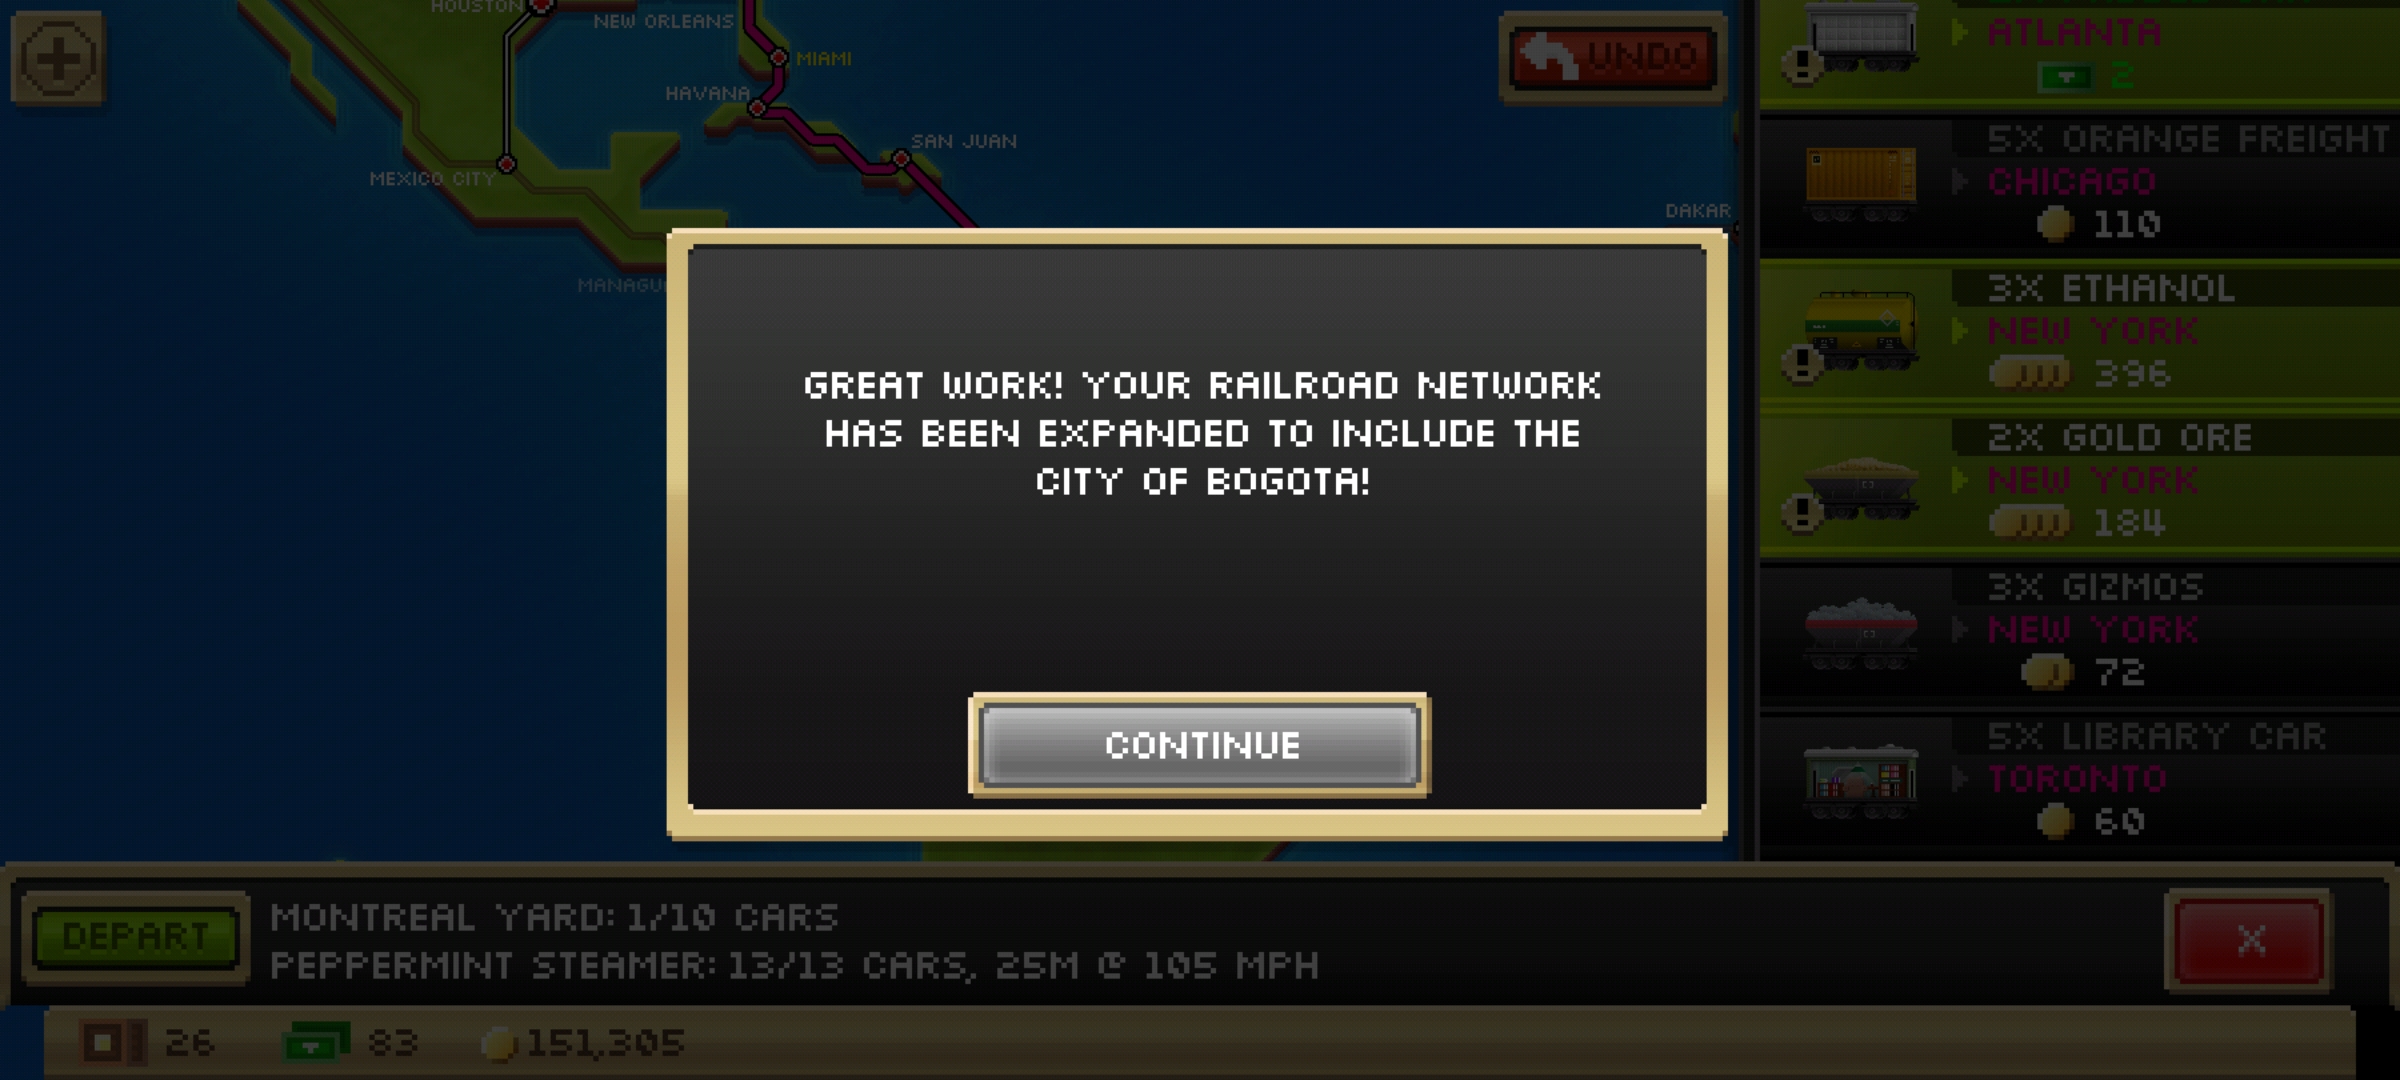 HOUSTON
NEW ORLEANS
MIAMI
HAVANA
SAN JUAN
MEXICO CITY
DAKAR
UNDO
ATLANTA
2
5X ORANGE FREIGHT
CHICAGO
110
3X ETHANOL
NEW YORK
396
2X GOLD ORE
NEW YORK
184
3X GIZMOS
NEW YORK
72
5X LIBRARY CAR
TORONTO
60
GREAT WORK! YOUR RAILROAD NETWORK
HAS BEEN EXPANDED TO INCLUDE THE
CITY OF BOGOTA!
CONTINUE
DEPART
MONTREAL YARD: 1/10 CARS
PEPPERMINT STEAMER: 13/13 CARS, 25M @ 105 MPH
X
26
83
151,305